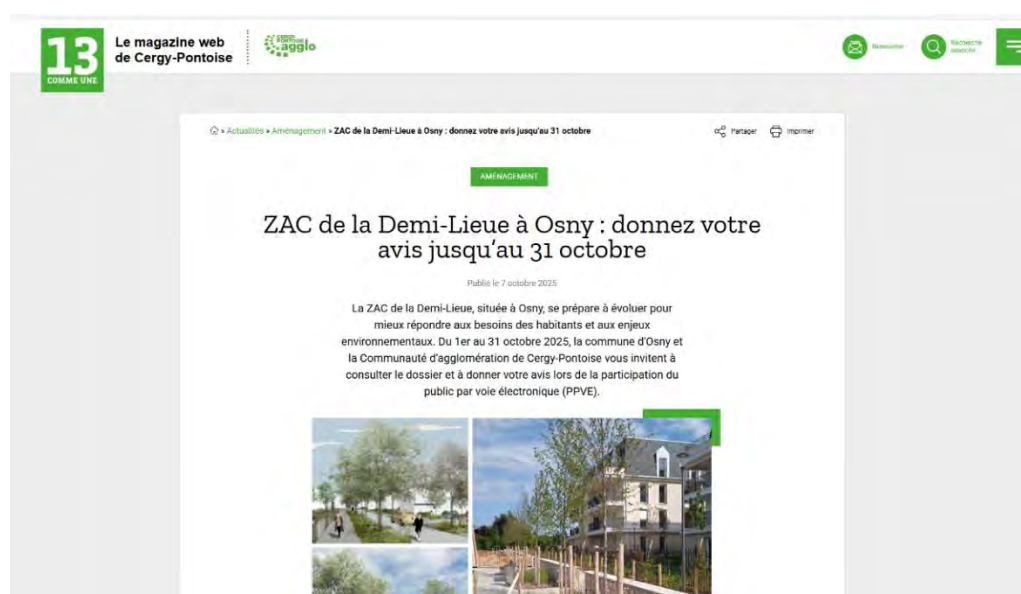 13
COMME UNE
Le magazine web
de Cergy-Pontoise
CERGY
PONTOISE
agglo
Newsletter
Recherche
avancée
» Actualités » Aménagement » ZAC de la Demi-Lieue à Osny : donnez votre avis jusqu'au 31 octobre
Partager
Imprimer
AMÉNAGEMENT
ZAC de la Demi-Lieue à Osny : donnez votre
avis jusqu'au 31 octobre
Publié le 7 octobre 2025
La ZAC de la Demi-Lieue, située à Osny, se prépare à évoluer pour
mieux répondre aux besoins des habitants et aux enjeux
environnementaux. Du 1er au 31 octobre 2025, la commune d'Osny et
la Communauté d'agglomération de Cergy-Pontoise vous invitent à
consulter le dossier et à donner votre avis lors de la participation du
public par voie électronique (PPVE).